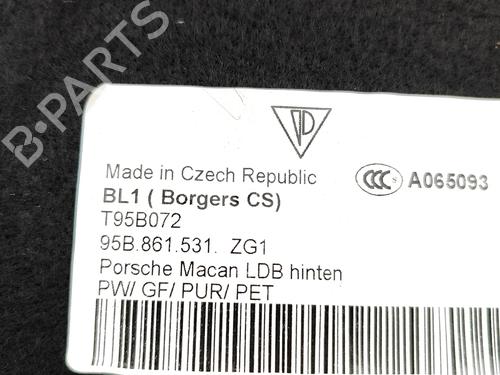 B-PARTS
Made in Czech Republic
CCC A065093
BL1 ( Borgers CS)
T95B072
95B.861.531. ZG1
Porsche Macan LDB hinten
PW/ GF/ PUR/ PET